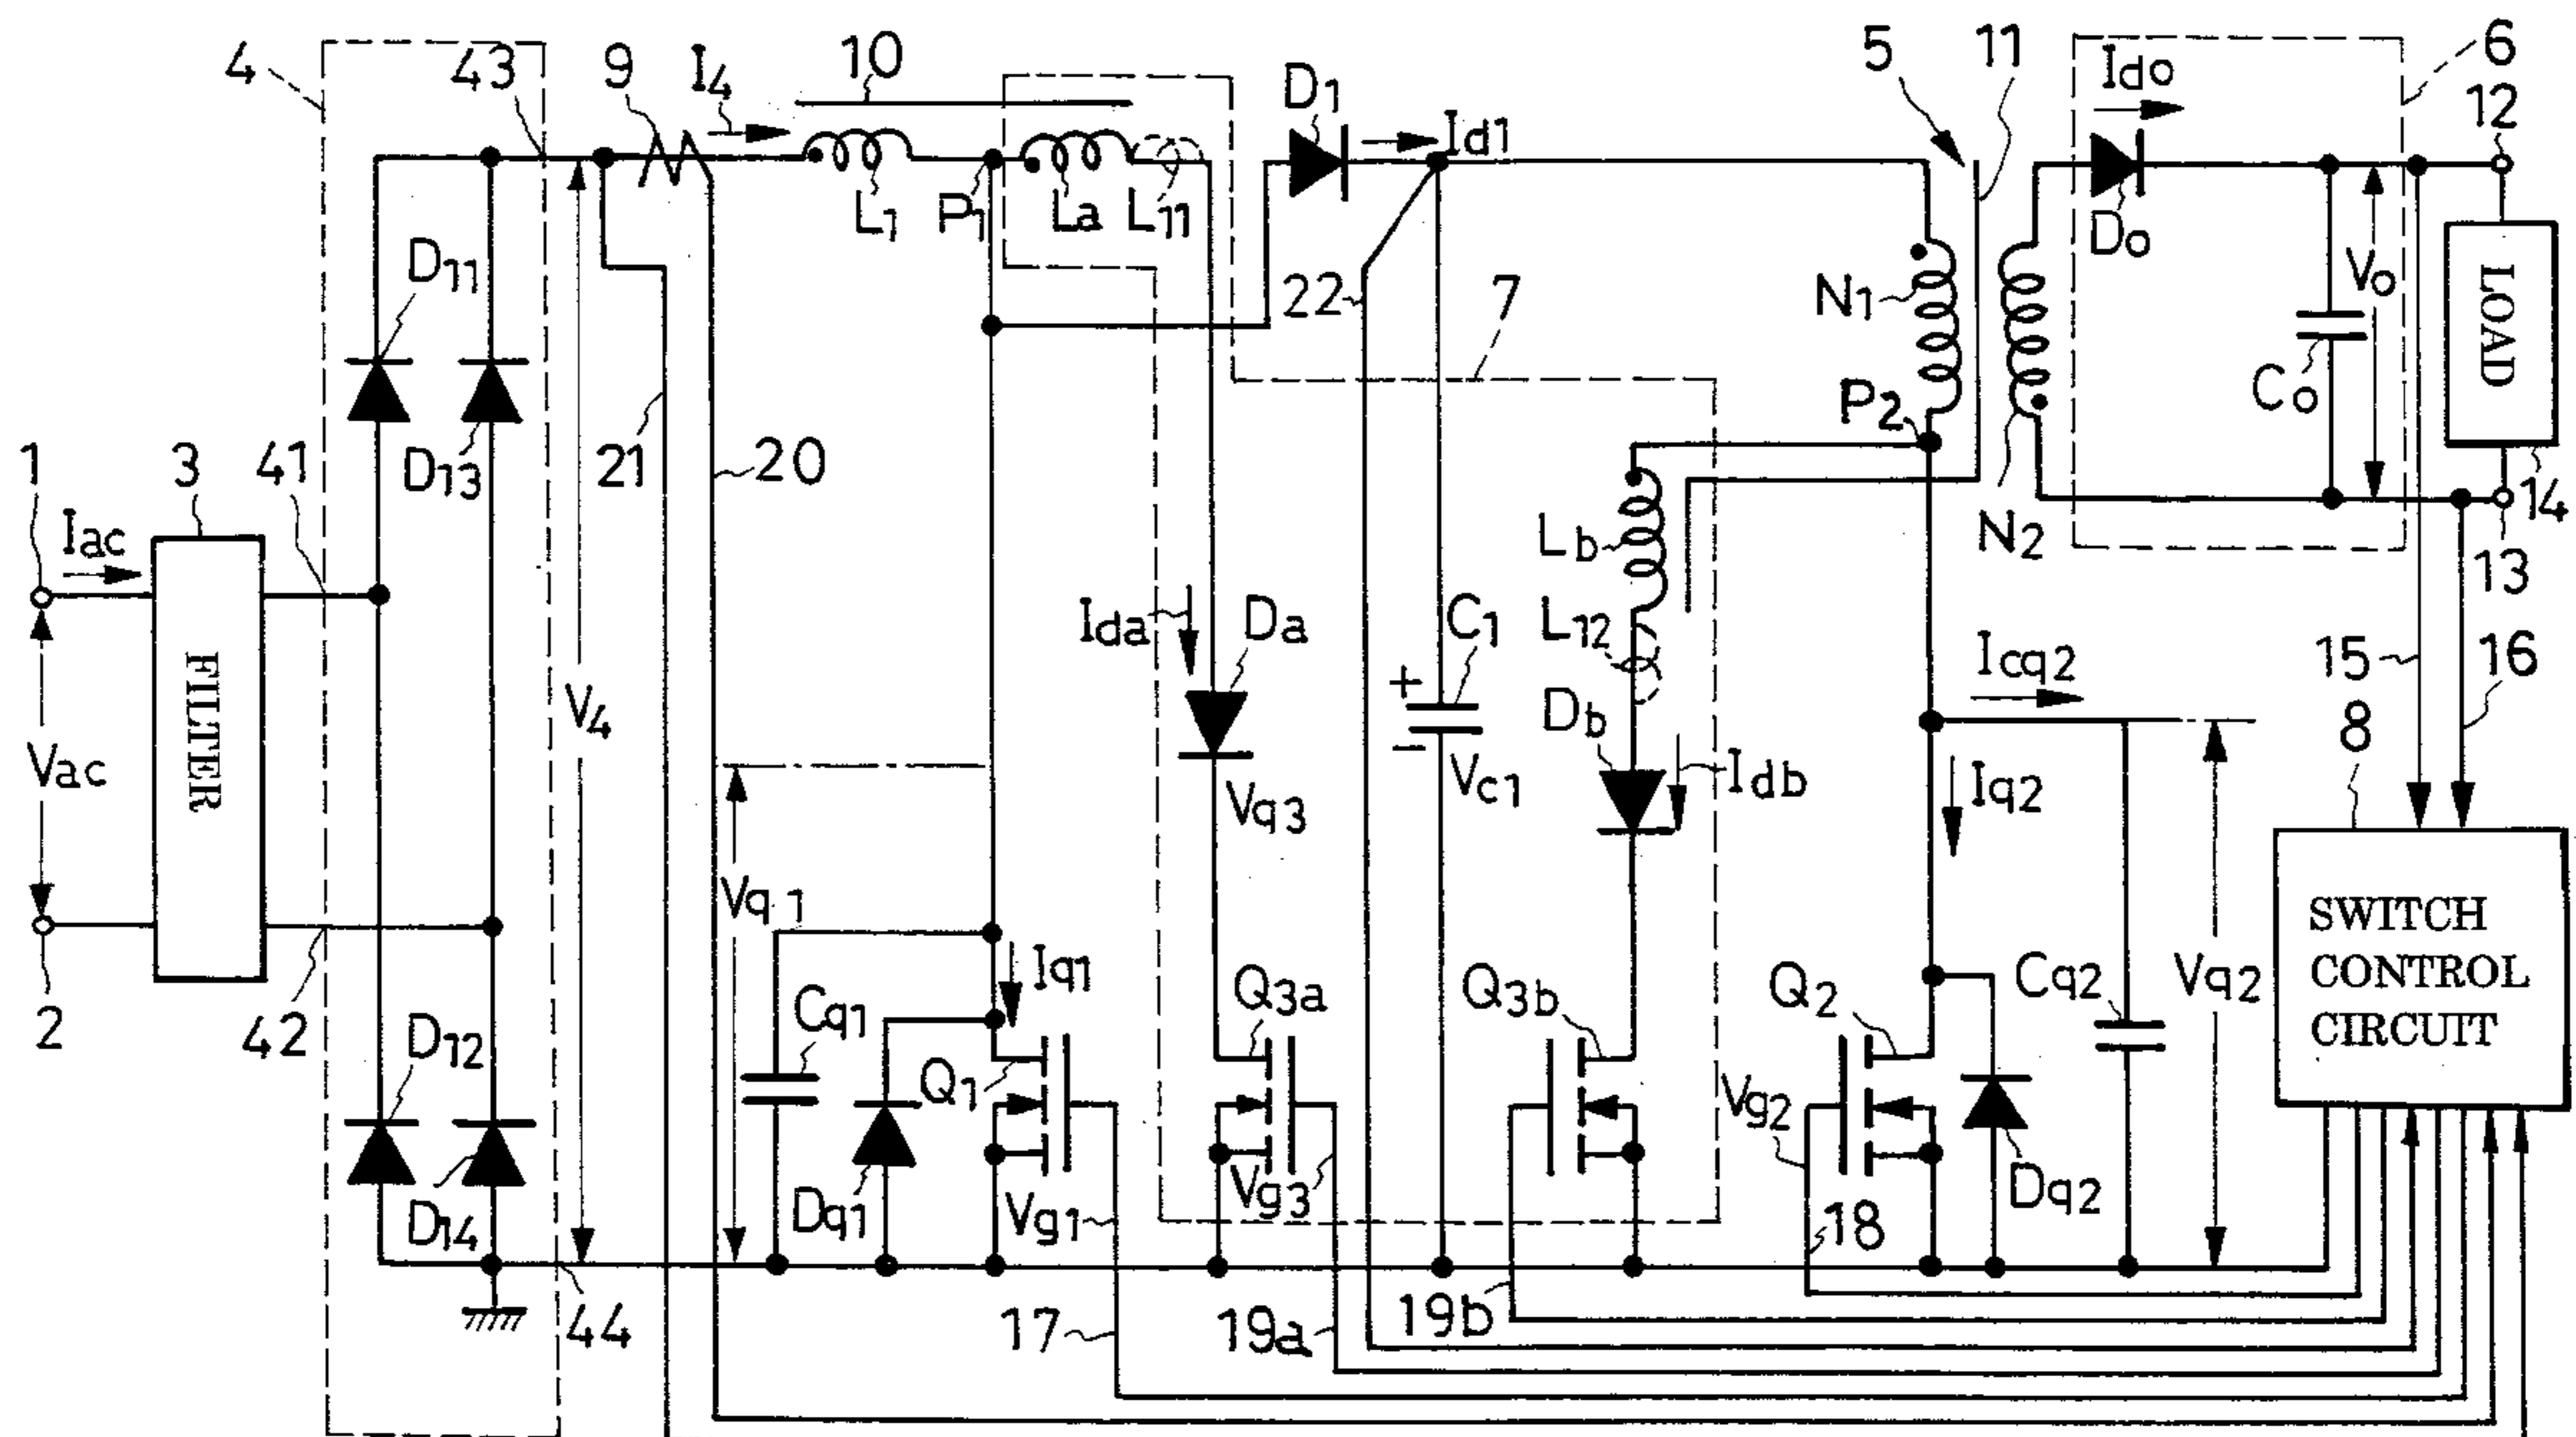 4
43
9
I4
10
5
11
6
Ido
12
D1
Id1
L1
P1
La
L11
Do
Vo
LOAD
D11
22
7
N1
Co
P2
D13
21
20
1
3
41
Iac
N2
14
13
Lb
L12
Ida
Da
C1
+
−
Vc1
Db
Idb
Icq2
15
16
8
FILTER
V4
Vac
Vq3
Iq2
Vq1
Iq1
Cq1
Q1
Q3a
Q3b
Q2
Cq2
Vq2
SWITCH
CONTROL
CIRCUIT
2
42
D12
D14
Dq1
Vg1
Vg3
Vg2
Dq2
18
44
17
19a
19b